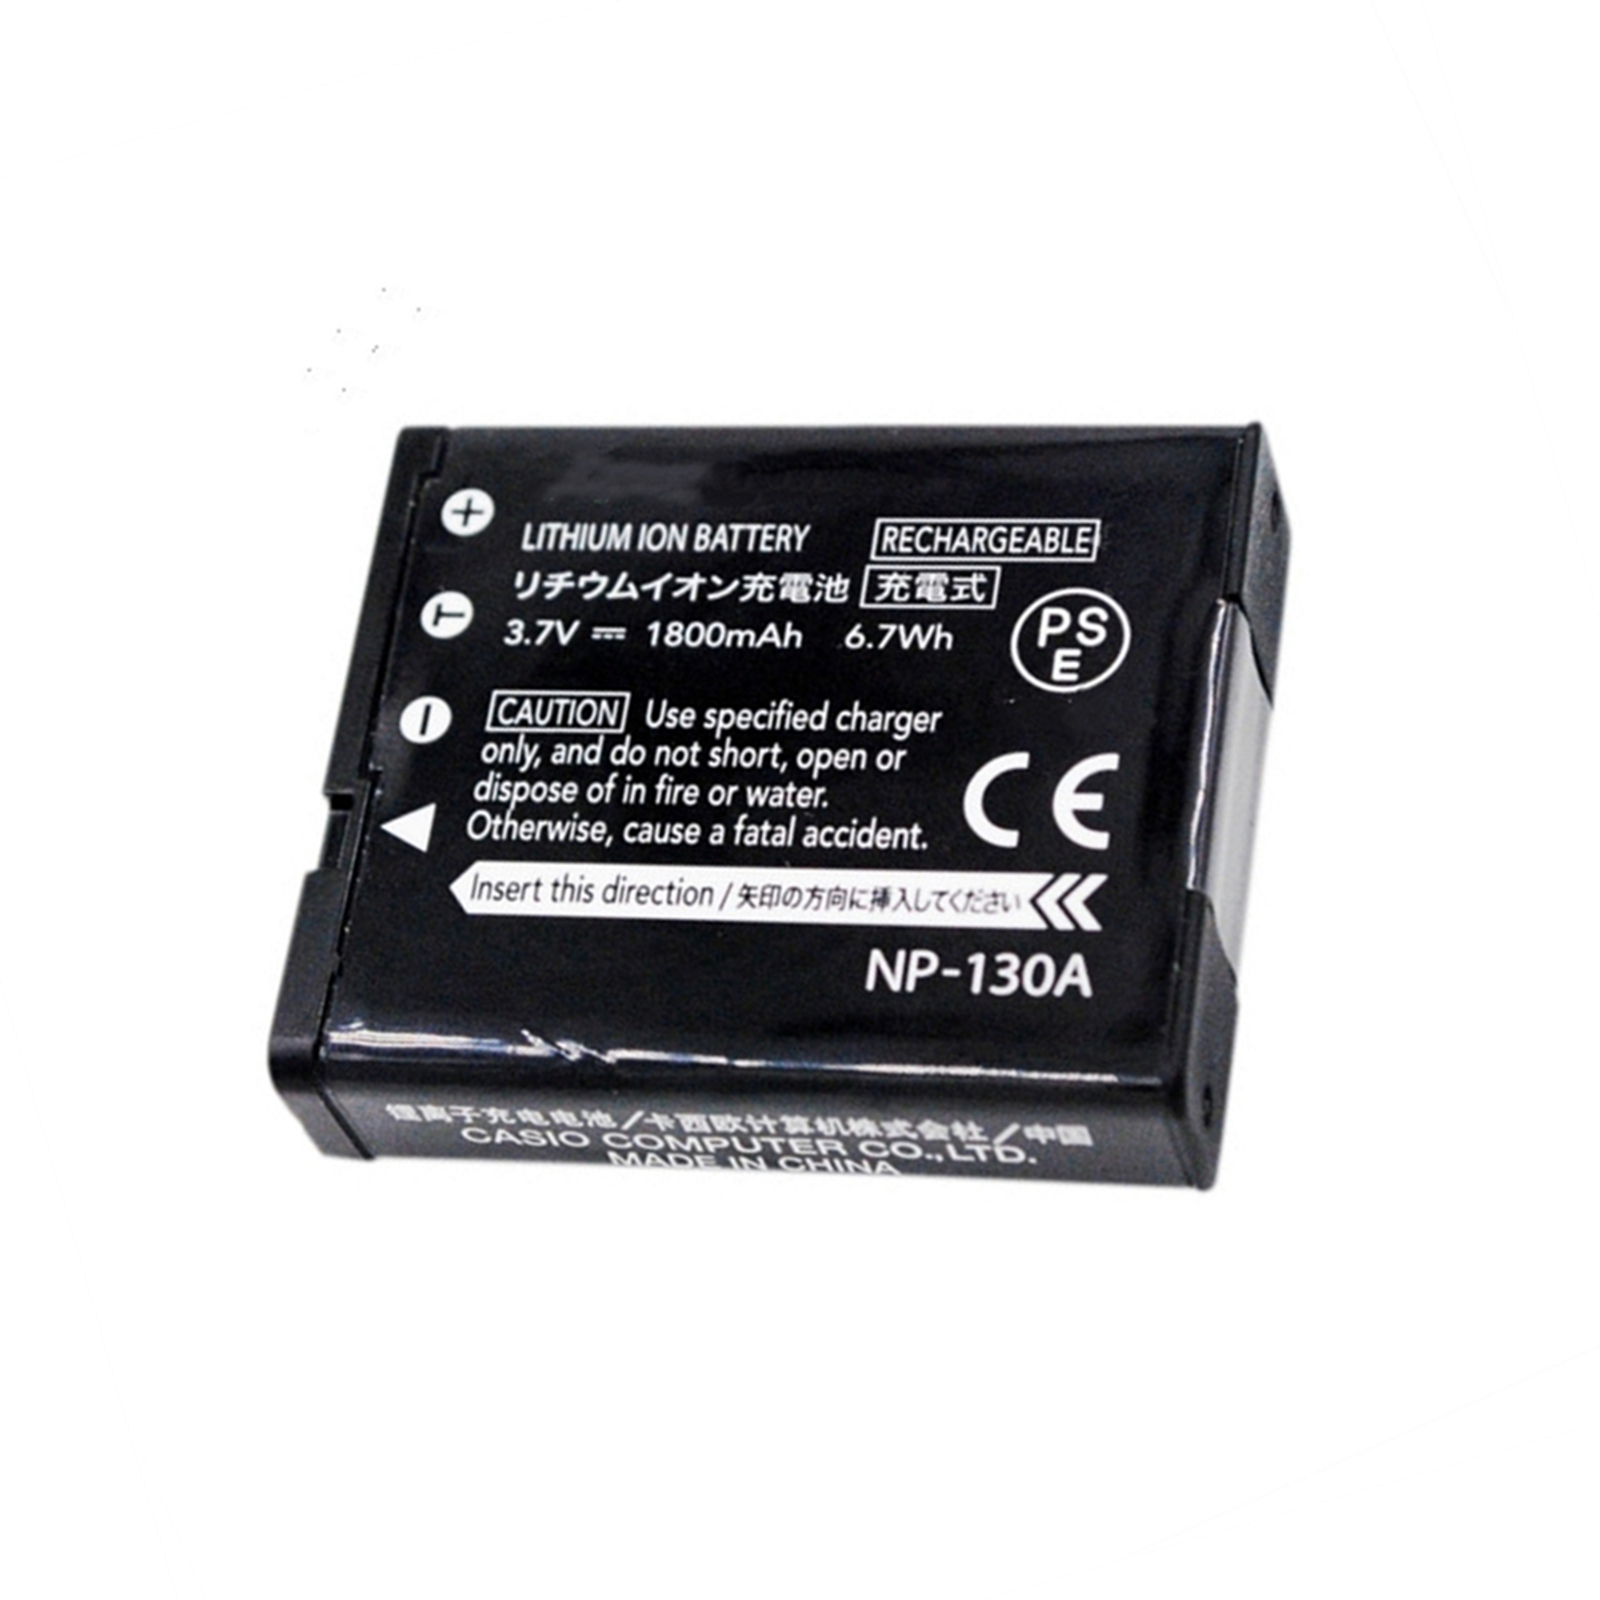 +
LITHIUM ION BATTERY RECHARGEABLE
リチウムイオン充電池 充電式
T
3.7V ⎓ 1800mAh 6.7Wh
PS
E
−
CAUTION Use specified charger
only, and do not short, open or
dispose of in fire or water.
Otherwise, cause a fatal accident.
CE
Insert this direction / 矢印の方向に挿入してください
NP-130A
锂离子充电电池/卡西欧计算机株式会社/中国
CASIO COMPUTER CO.,LTD.
MADE IN CHINA